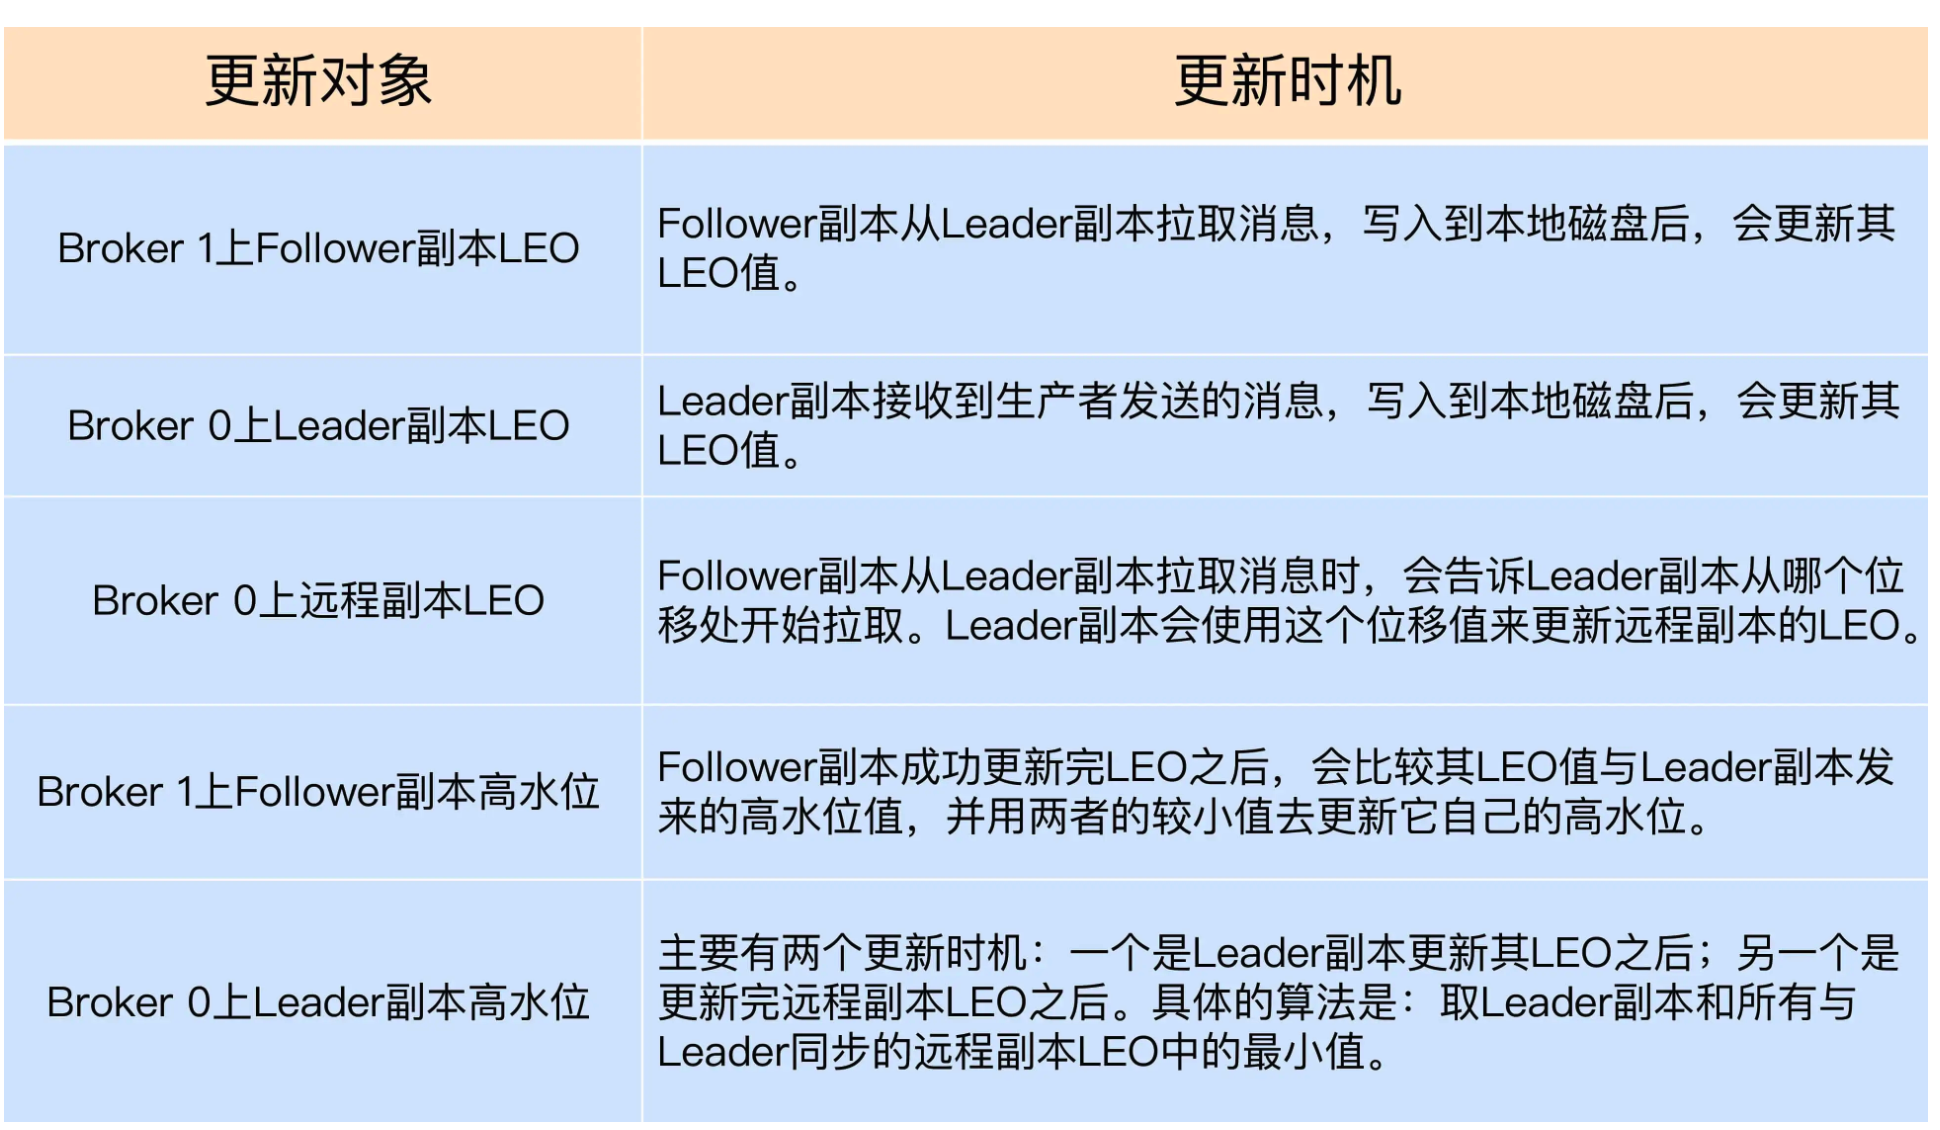 更新对象
更新时机
Broker 1上Follower副本LEO
Follower副本从Leader副本拉取消息，写入到本地磁盘后，会更新其
LEO值。
Broker 0上Leader副本LEO
Leader副本接收到生产者发送的消息，写入到本地磁盘后，会更新其
LEO值。
Broker 0上远程副本LEO
Follower副本从Leader副本拉取消息时，会告诉Leader副本从哪个位
移处开始拉取。Leader副本会使用这个位移值来更新远程副本的LEO。
Broker 1上Follower副本高水位
Follower副本成功更新完LEO之后，会比较其LEO值与Leader副本发
来的高水位值，并用两者的较小值去更新它自己的高水位。
Broker 0上Leader副本高水位
主要有两个更新时机：一个是Leader副本更新其LEO之后；另一个是
更新完远程副本LEO之后。具体的算法是：取Leader副本和所有与
Leader同步的远程副本LEO中的最小值。